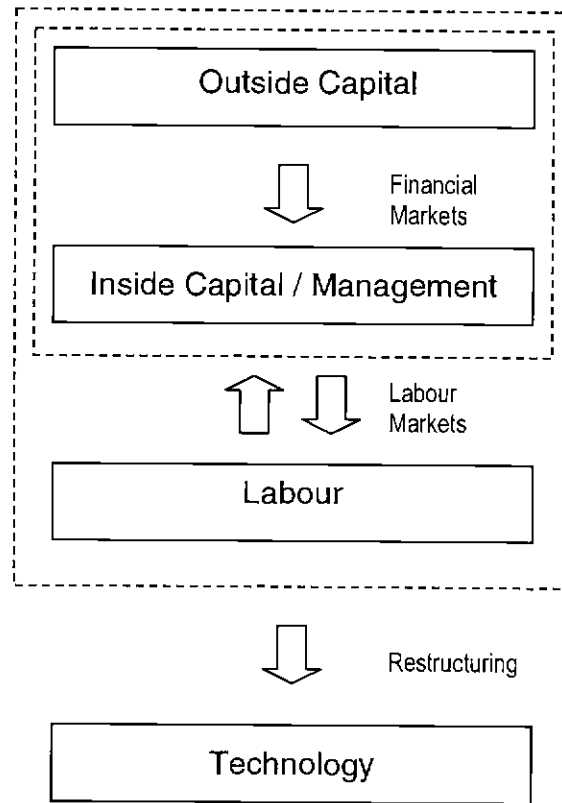 Outside Capital
Financial
Markets
Inside Capital / Management
Labour
Markets
Labour
Restructuring
Technology